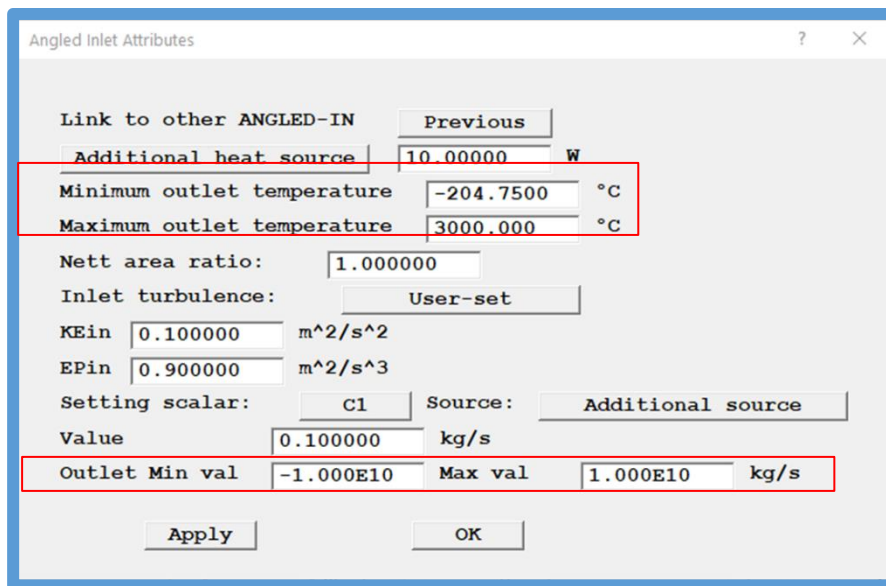 Angled Inlet Attributes ? ×
Link to other ANGLED-IN Previous
Additional heat source 10.00000 W
Minimum outlet temperature -204.7500 °C
Maximum outlet temperature 3000.000 °C
Nett area ratio: 1.000000
Inlet turbulence: User-set
KEin 0.100000 m^2/s^2
EPin 0.900000 m^2/s^3
Setting scalar: C1 Source: Additional source
Value 0.100000 kg/s
Outlet Min val -1.000E10 Max val 1.000E10 kg/s
Apply OK